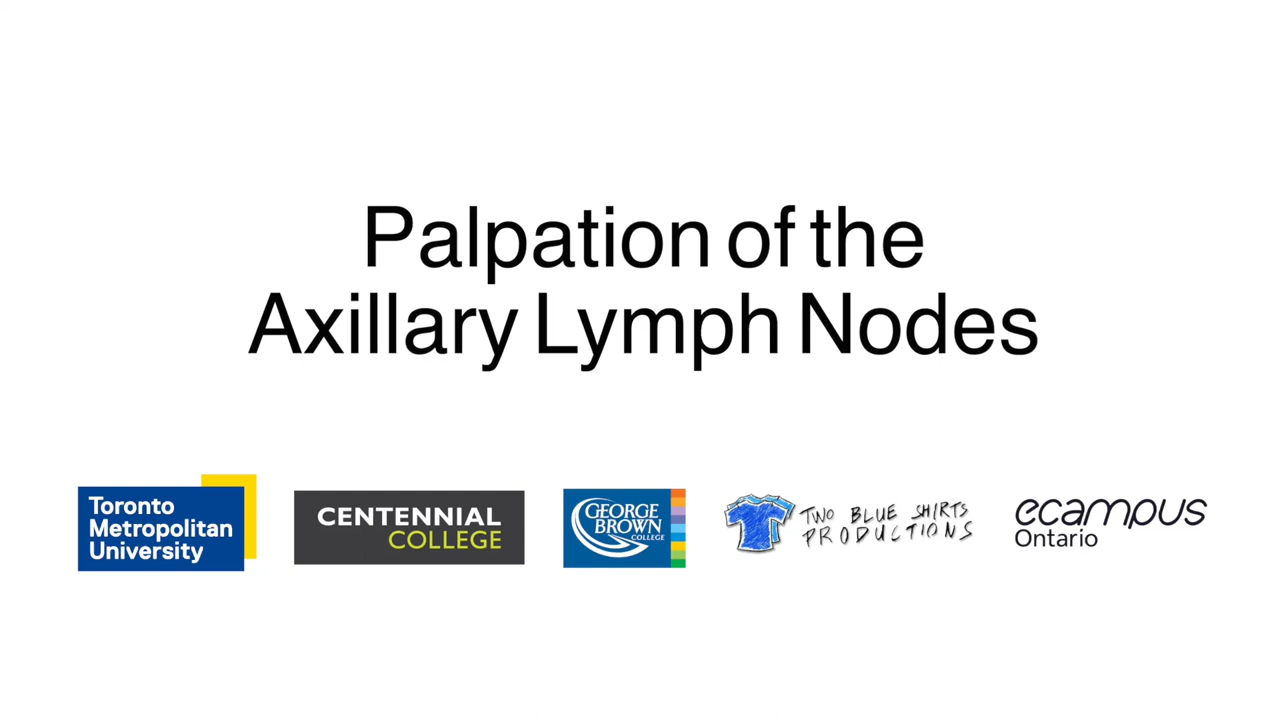 Palpation of the
Axillary Lymph Nodes
Toronto
Metropolitan
University
CENTENNIAL
COLLEGE
GEORGE
BROWN
COLLEGE
TWO BLUE SHIRTS
PRODUCTIONS
ecampus
Ontario